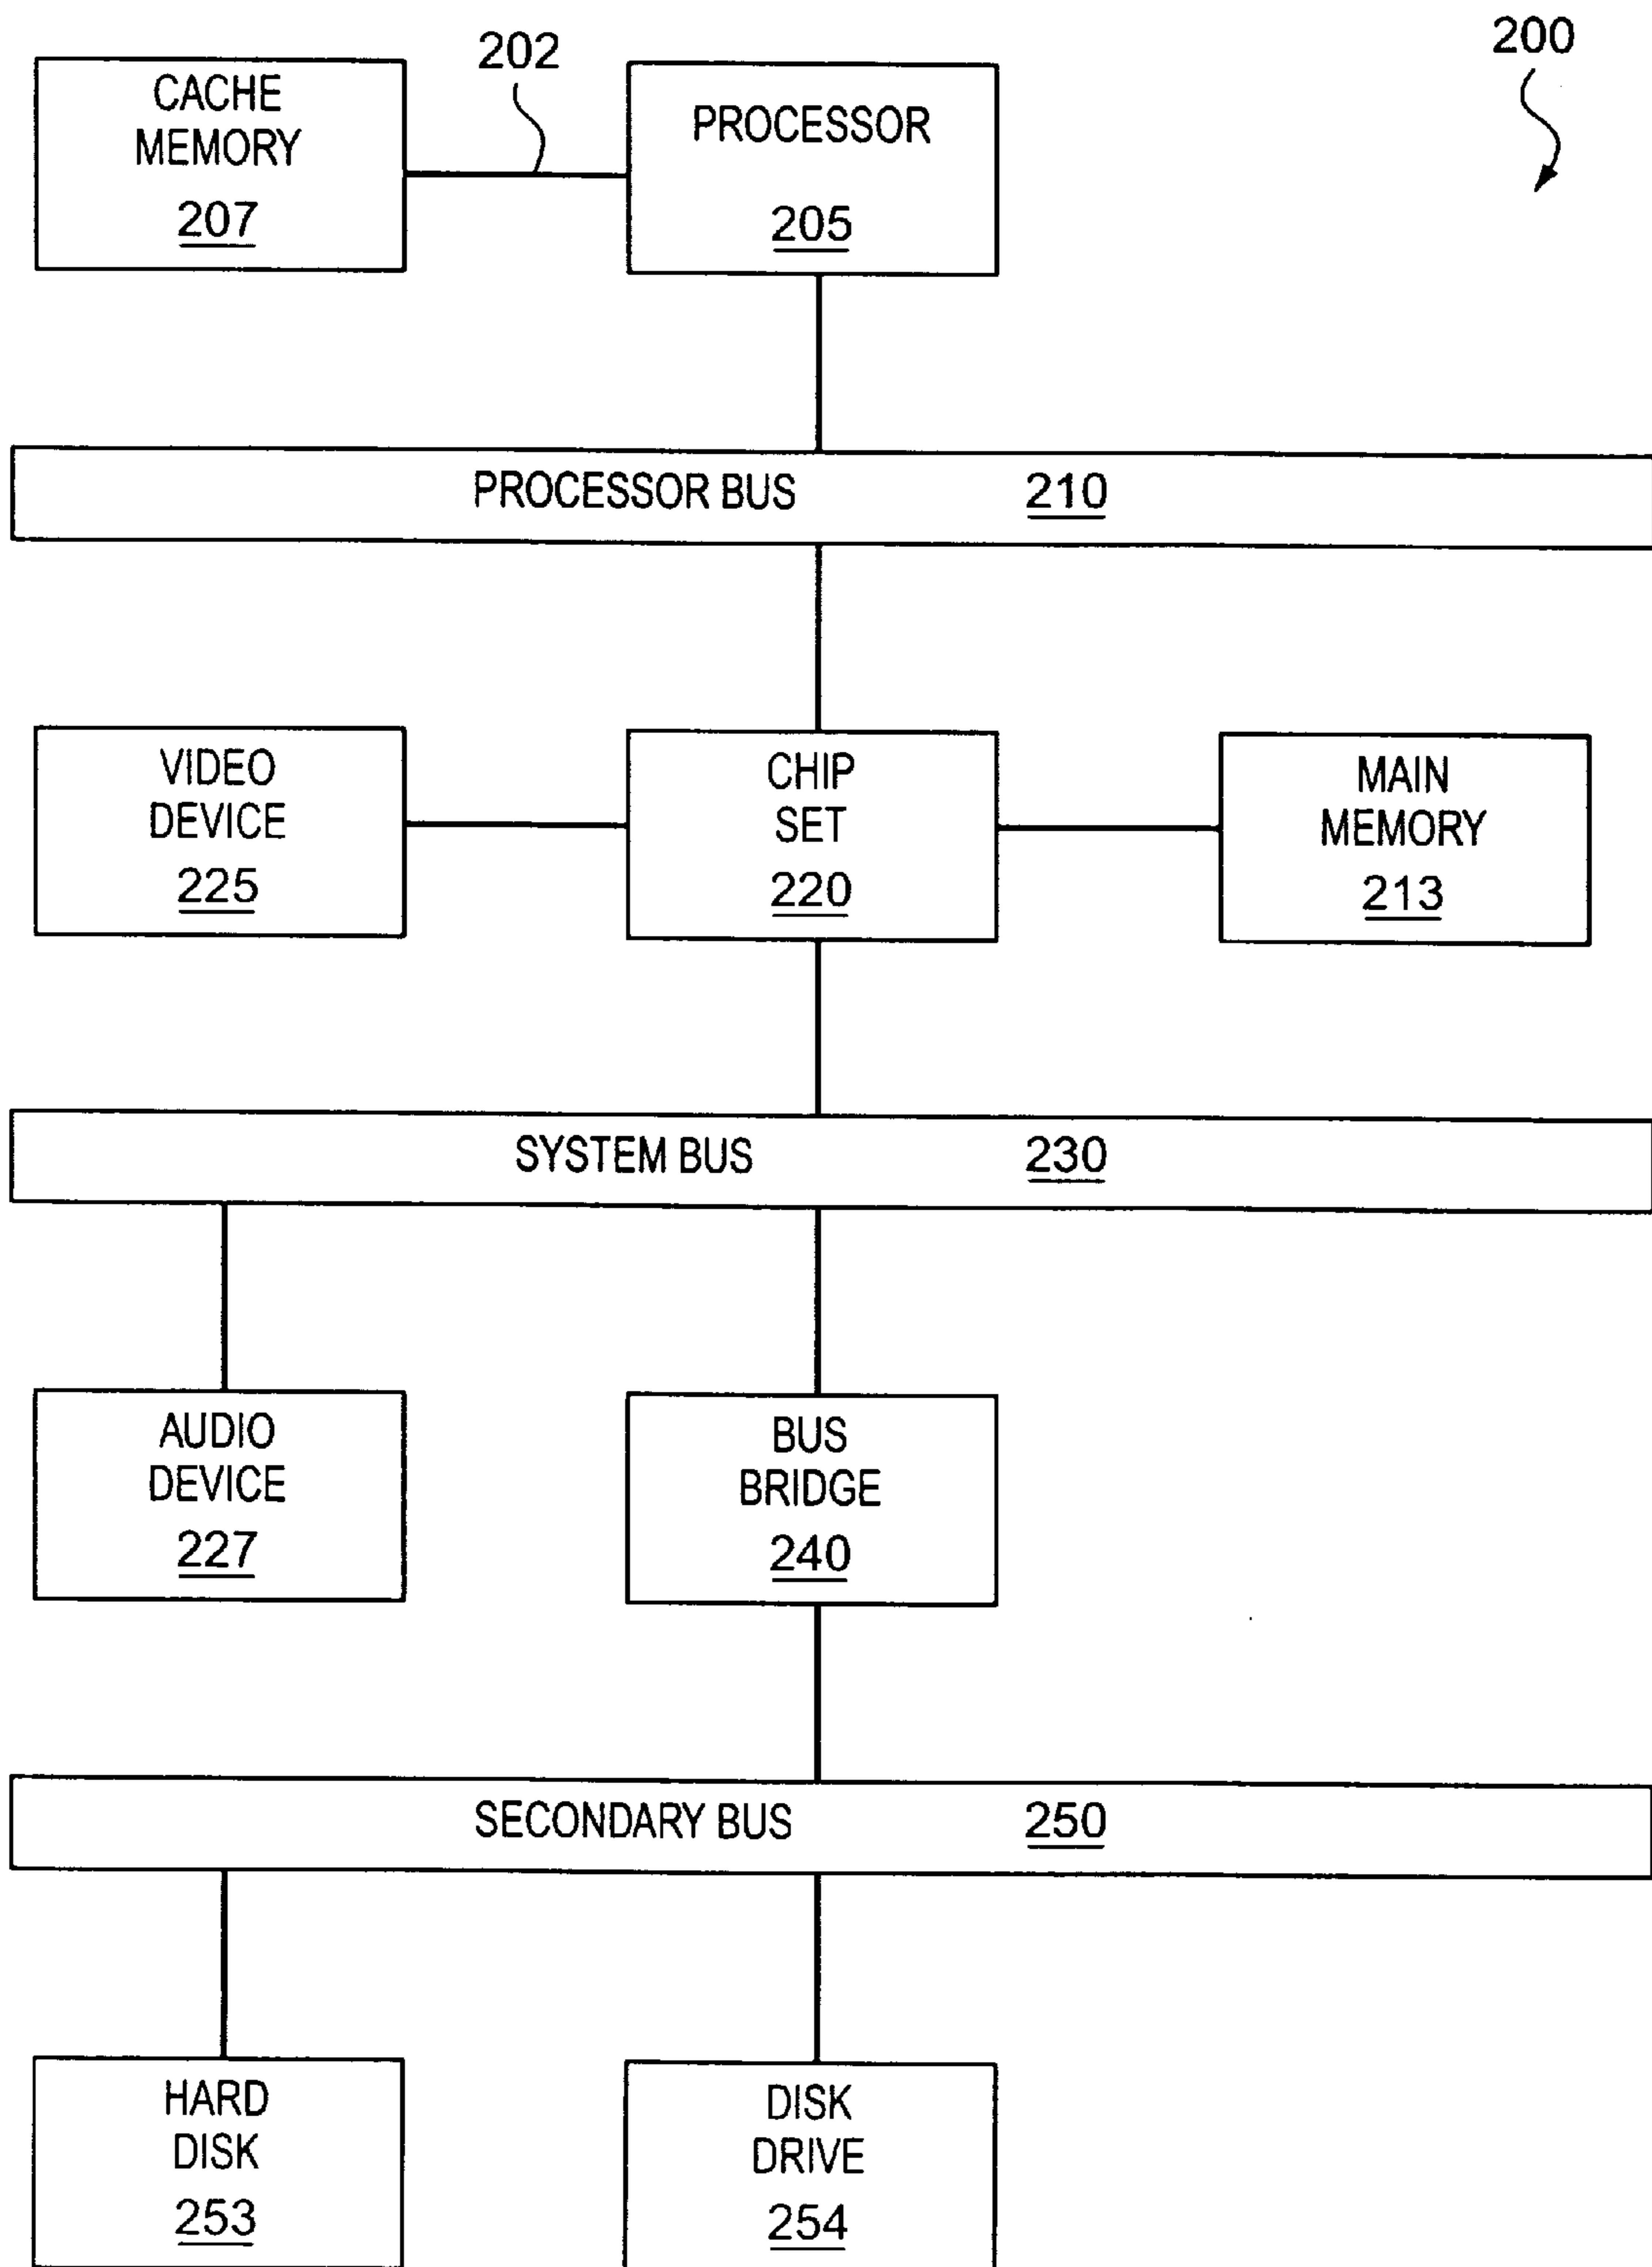 202
200
CACHE
MEMORY
207
PROCESSOR
205
PROCESSOR BUS 210
VIDEO
DEVICE
225
CHIP
SET
220
MAIN
MEMORY
213
SYSTEM BUS 230
AUDIO
DEVICE
227
BUS
BRIDGE
240
SECONDARY BUS 250
HARD
DISK
253
DISK
DRIVE
254